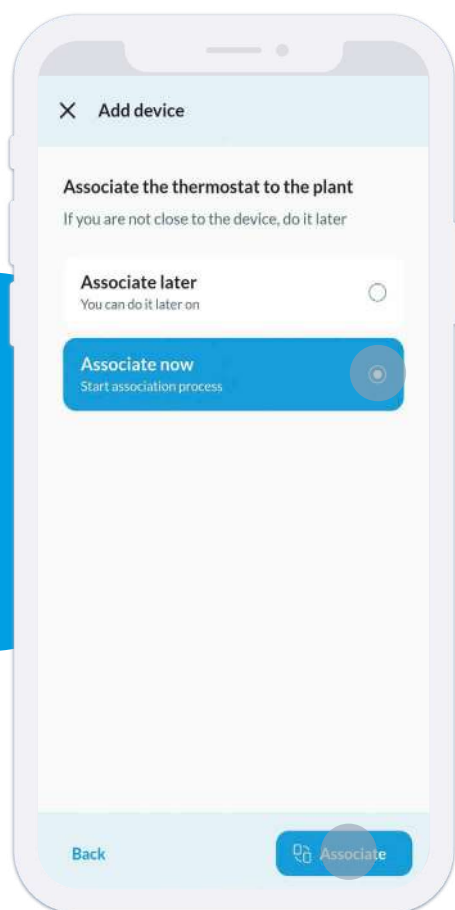 Add device
Associate the thermostat to the plant
If you are not close to the device, do it later
Associate later
You can do it later on
Associate now
Start association process
Back
Associate